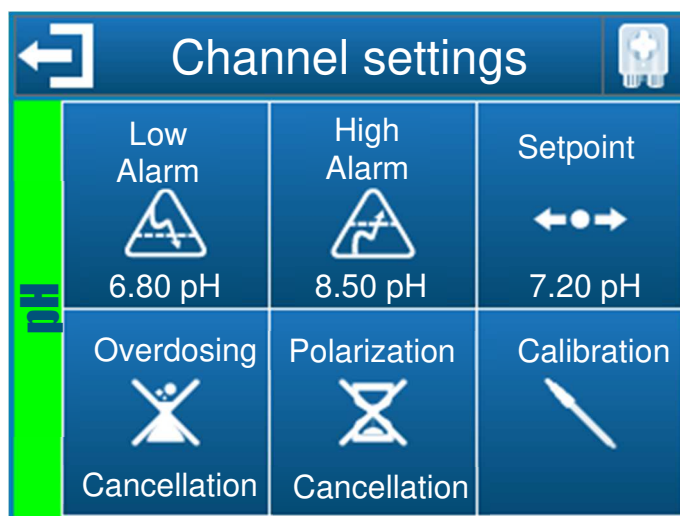 Channel settings
Low
Alarm
6.80 pH
High
Alarm
8.50 pH
Setpoint
7.20 pH
pH
Overdosing
Cancellation
Polarization
Cancellation
Calibration